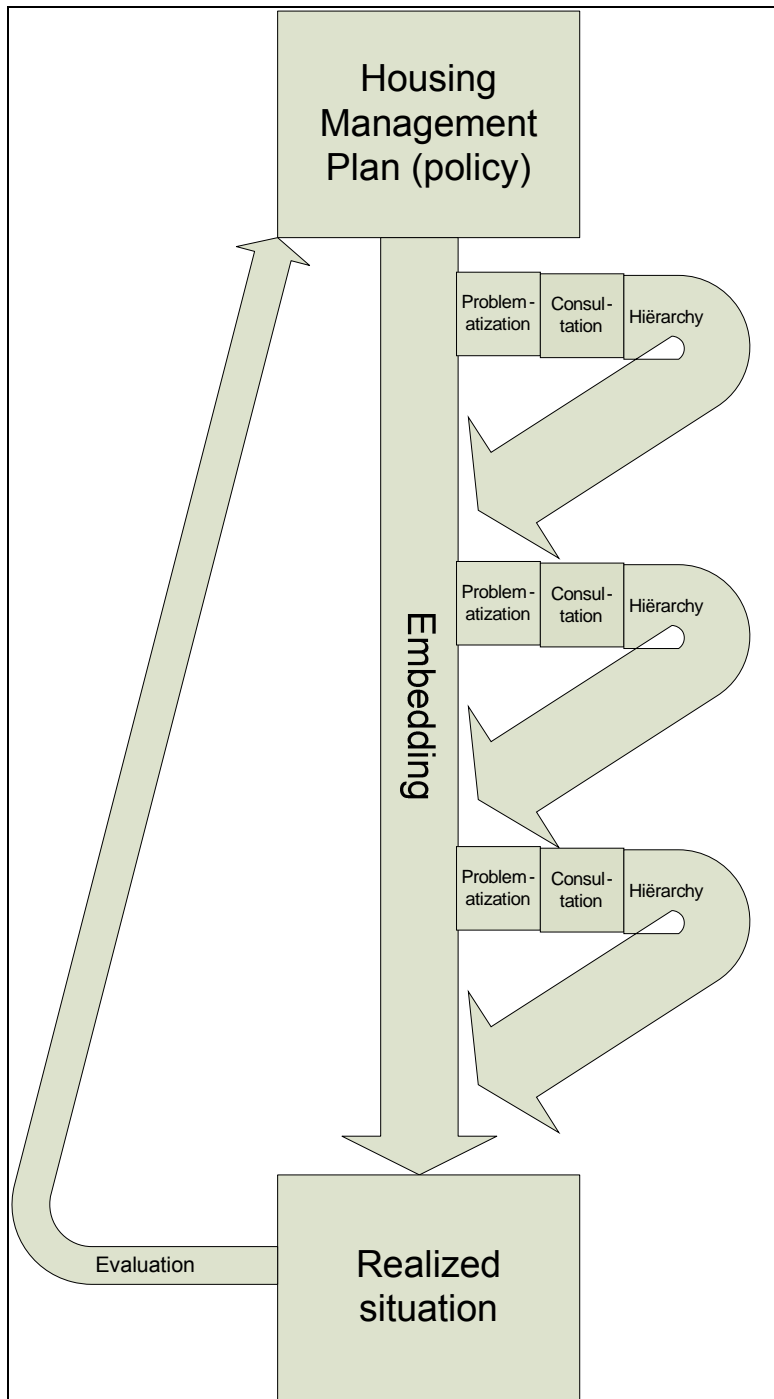 Housing
Management
Plan (policy)
Problem-
atization
Consul-
tation
Hiërarchy
Problem-
atization
Consul-
tation
Hiërarchy
Embedding
Problem-
atization
Consul-
tation
Hiërarchy
Evaluation
Realized
situation